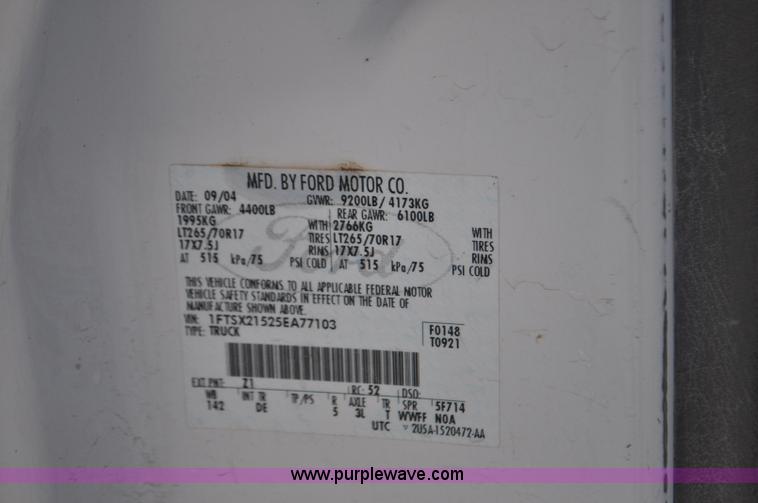 MFD. BY FORD MOTOR CO.
DATE: 09/04 GVWR: 9200LB/ 4173KG
FRONT GAWR: 4400LB REAR GAWR: 6100LB
1995KG WITH 2766KG WITH
LT265/70R17 TIRES LT265/70R17 TIRES
17X7.5J RINS 17X7.5J RINS
AT 515 kPa/75 PSI COLD AT 515 kPa/75 PSI COLD
Ford
THIS VEHICLE CONFORMS TO ALL APPLICABLE FEDERAL MOTOR
VEHICLE SAFETY STANDARDS IN EFFECT ON THE DATE OF
MANUFACTURE SHOWN ABOVE.
VIN: 1FTSX21525EA77103 F0148
TYPE: TRUCK T0921
EXT PNT: Z1 RC: 52 DSO:
WB INT TR TP/PS R AXLE TR SPR 5F714
142 DE 5 3L T WWFF N0A
UTC 2U5A-1520472-AA
www.purplewave.com